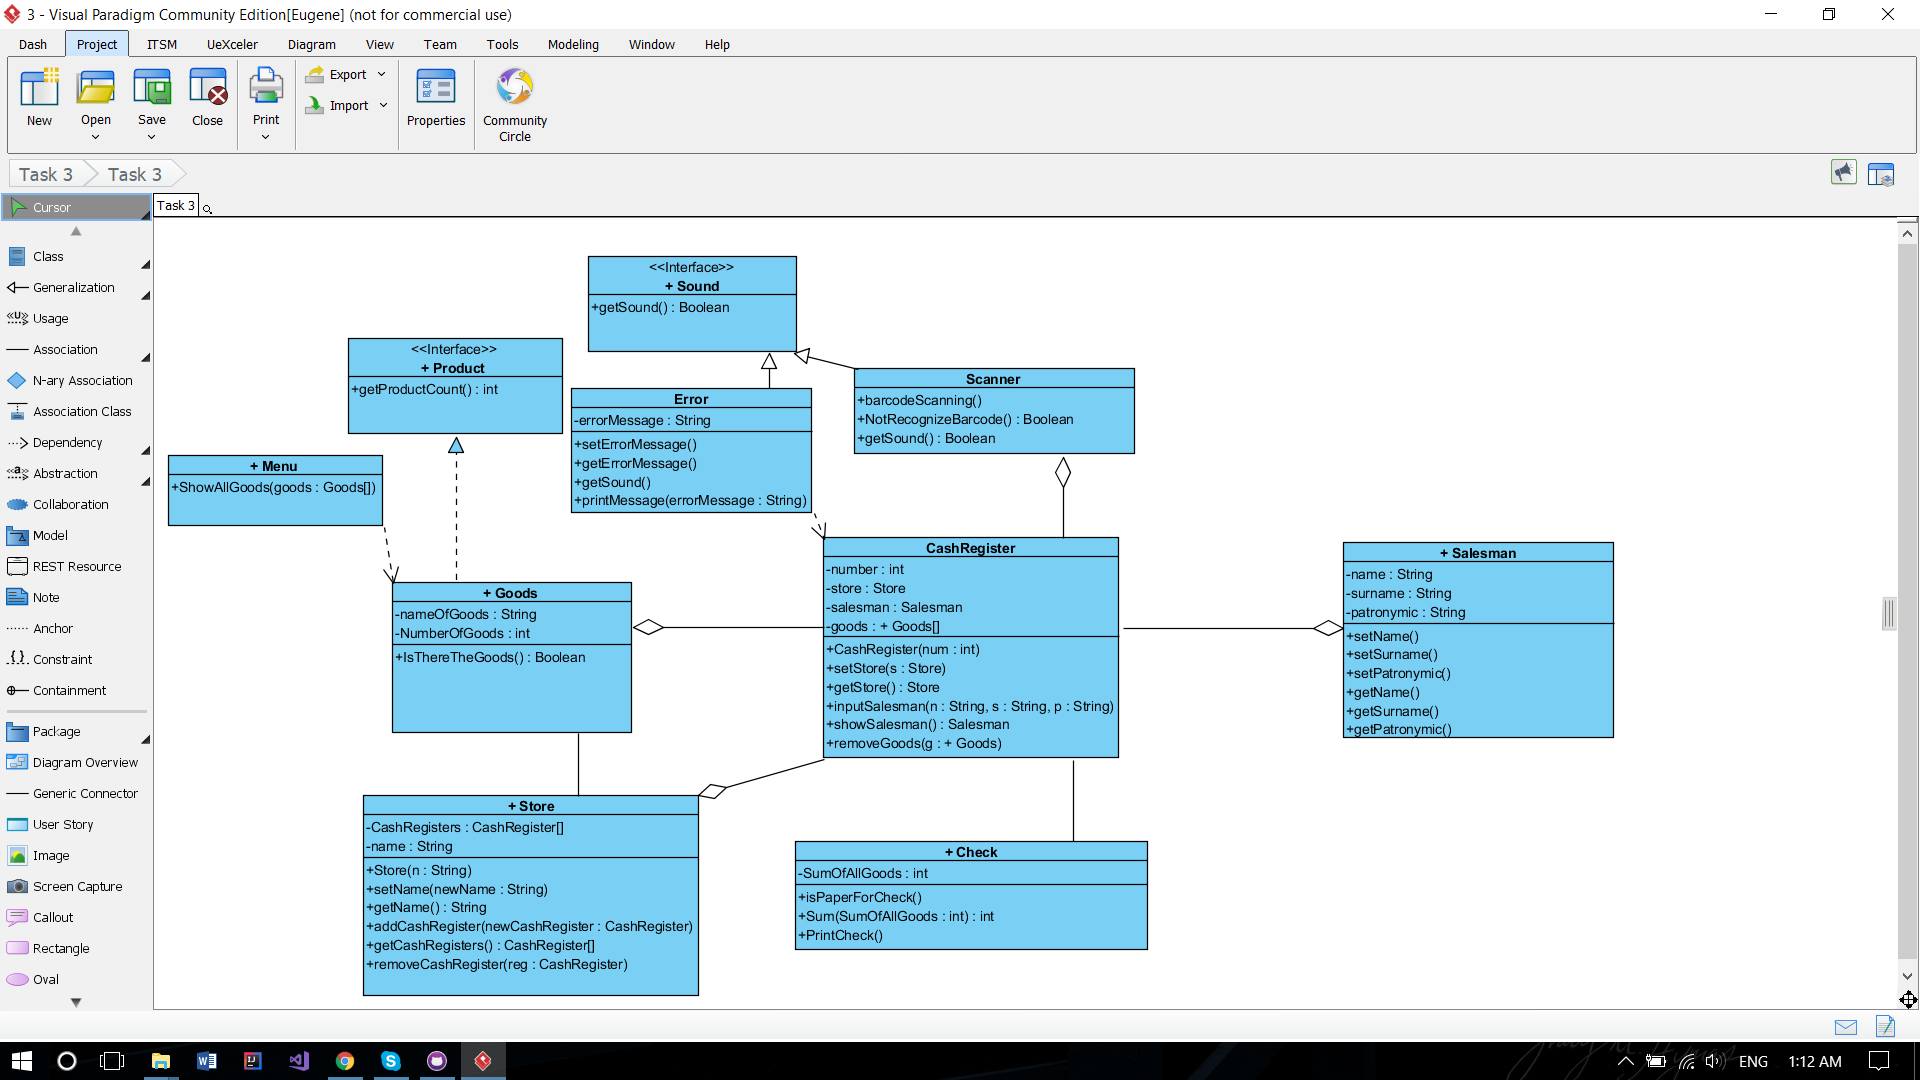 3 - Visual Paradigm Community Edition[Eugene] (not for commercial use)
Dash Project ITSM UeXceler Diagram View Team Tools Modeling Window Help
New Open Save Close Print Export Import Properties Community Circle
Task 3 Task 3
Task 3
Cursor
Class
Generalization
Usage
Association
N-ary Association
Association Class
Dependency
Abstraction
Collaboration
Model
REST Resource
Note
Anchor
Constraint
Containment
Package
Diagram Overview
Generic Connector
User Story
Image
Screen Capture
Callout
Rectangle
Oval
<<Interface>>
+ Sound
+getSound() : Boolean
<<Interface>>
+ Product
+getProductCount() : int
Error
-errorMessage : String
+setErrorMessage()
+getErrorMessage()
+getSound()
+printMessage(errorMessage : String)
Scanner
+barcodeScanning()
+NotRecognizeBarcode() : Boolean
+getSound() : Boolean
+ Menu
+ShowAllGoods(goods : Goods[])
+ Goods
-nameOfGoods : String
-NumberOfGoods : int
+IsThereTheGoods() : Boolean
CashRegister
-number : int
-store : Store
-salesman : Salesman
-goods : + Goods[]
+CashRegister(num : int)
+setStore(s : Store)
+getStore() : Store
+inputSalesman(n : String, s : String, p : String)
+showSalesman() : Salesman
+removeGoods(g : + Goods)
+ Salesman
-name : String
-surname : String
-patronymic : String
+setName()
+setSurname()
+setPatronymic()
+getName()
+getSurname()
+getPatronymic()
+ Store
-CashRegisters : CashRegister[]
-name : String
+Store(n : String)
+setName(newName : String)
+getName() : String
+addCashRegister(newCashRegister : CashRegister)
+getCashRegisters() : CashRegister[]
+removeCashRegister(reg : CashRegister)
+ Check
-SumOfAllGoods : int
+isPaperForCheck()
+Sum(SumOfAllGoods : int) : int
+PrintCheck()
ENG 1:12 AM